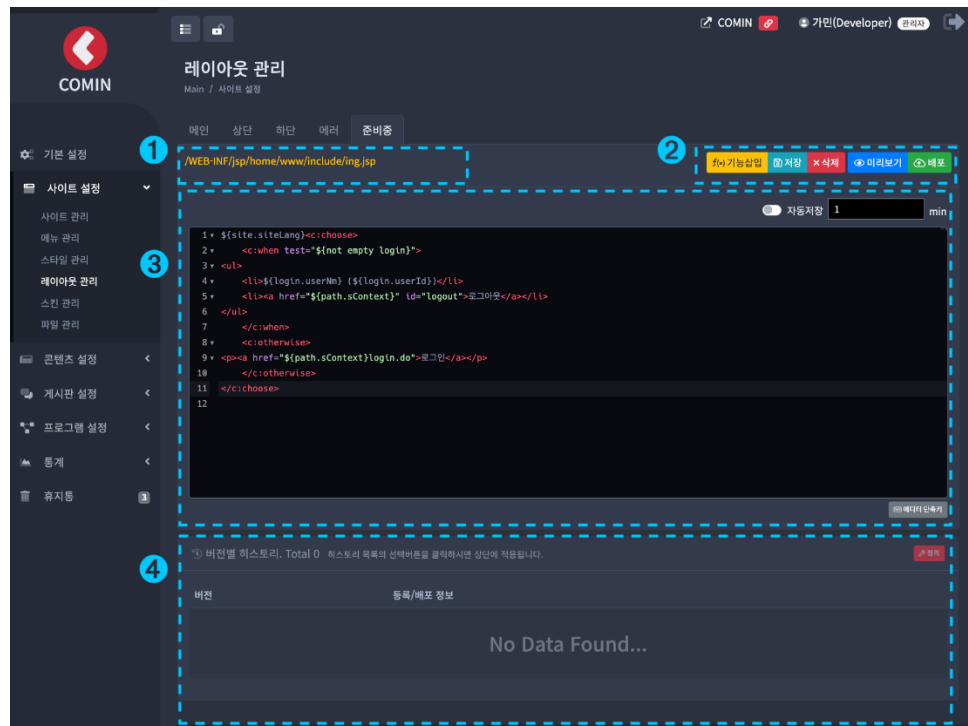 COMIN
COMIN 가민(Developer) 관리자
레이아웃 관리
Main / 사이트 설정
메인 상단 하단 에러 준비중
1
/WEB-INF/jsp/home/www/include/ing.jsp
2
f(x) 기능삽입 저장 ×삭제 미리보기 배포
기본 설정
사이트 설정
사이트 관리
메뉴 관리
스타일 관리
레이아웃 관리
스킨 관리
파일 관리
콘텐츠 설정
게시판 설정
프로그램 설정
통계
휴지통 3
3
자동저장 1 min
1 ${site.siteLang}<c:choose>
2 <c:when test="${not empty login}">
3 <ul>
4 <li>${login.userNm} (${login.userId})</li>
5 <li><a href="${path.sContext}" id="logout">로그아웃</a></li>
6 </ul>
7 </c:when>
8 <c:otherwise>
9 <p><a href="${path.sContext}login.do">로그인</a></p>
10 </c:otherwise>
11 </c:choose>
12
에디터 단축키
4
버전별 히스토리. Total 0 히스토리 목록의 선택버튼을 클릭하시면 상단에 적용됩니다.
정리
버전 등록/배포 정보
No Data Found...